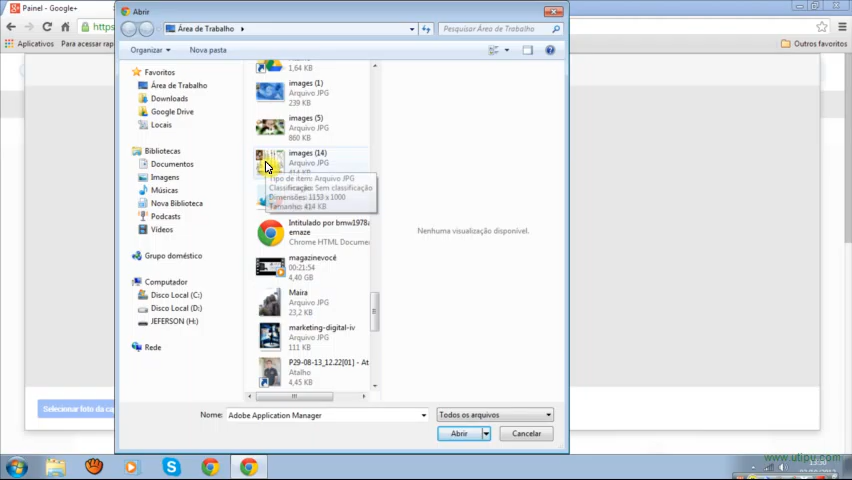 Painel - Google+
Abrir
https
Área de Trabalho
Pesquisar Área de Trabalho
Aplicativos
Para acessar rap
Outros favoritos
Organizar
Nova pasta
Favoritos
Área de Trabalho
Downloads
Google Drive
Locais
Bibliotecas
Documentos
Imagens
Músicas
Nova Biblioteca
Podcasts
Vídeos
Grupo doméstico
Computador
Disco Local (C:)
Disco Local (D:)
JEFERSON (H:)
Rede
1,64 KB
images (1)
Arquivo JPG
239 KB
images (5)
Arquivo JPG
860 KB
images (14)
Arquivo JPG
414 KB
Tipo de item: Arquivo JPG
Classificação: Sem classificação
Dimensões: 1153 x 1000
Tamanho: 414 KB
Intitulado por bmw1978a
emaze
Chrome HTML Docume
magazinevocê
00:21:54
4,40 GB
Maira
Arquivo JPG
23,2 KB
marketing-digital-iv
Arquivo JPG
111 KB
P29-08-13_12.22[01] - At
Atalho
4,45 KB
Nenhuma visualização disponível.
Selecionar foto da ca
Nome:
Adobe Application Manager
Todos os arquivos
Abrir
Cancelar
www.utipu.com